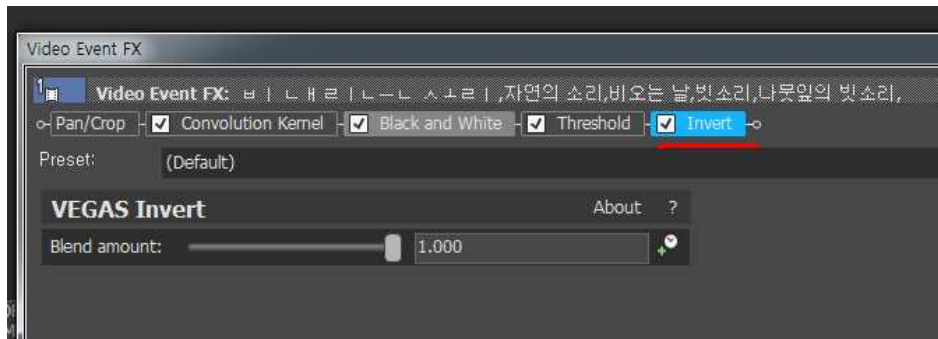 Video Event FX
1 Video Event FX: ㅂㅣㄴㅐㄹㅣㄴㅡㄴ ㅅㅗㄹㅣ,자연의 소리,비오는 날,빗소리,나뭇잎의 빗소리,
Pan/Crop Convolution Kernel Black and White Threshold Invert
Preset: (Default)
VEGAS Invert About ?
Blend amount: 1.000